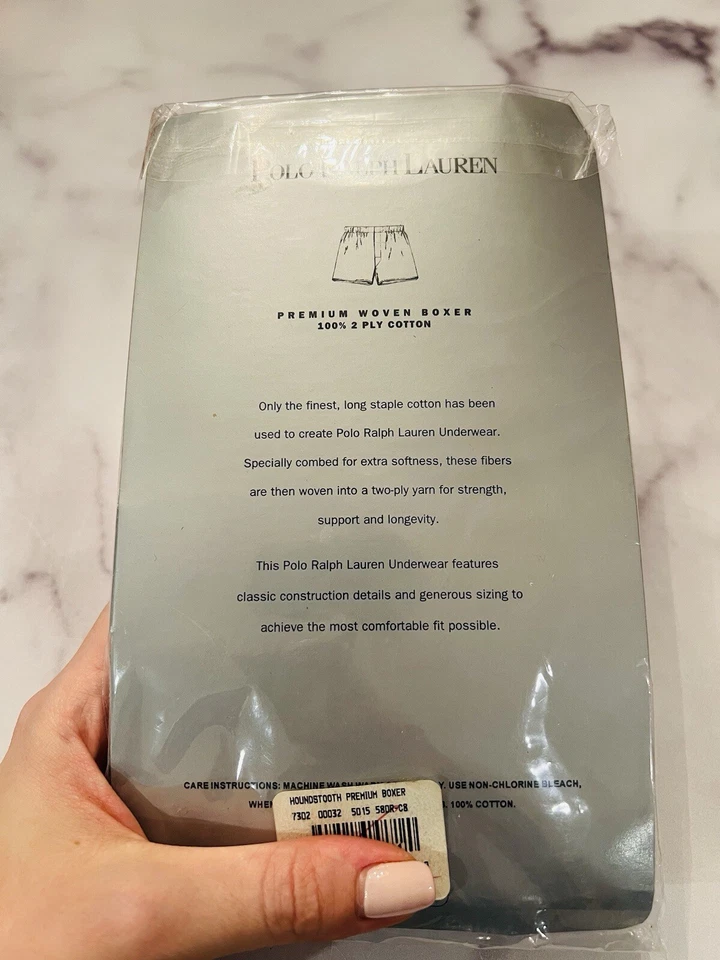 POLO RALPH LAUREN
PREMIUM WOVEN BOXER
100% 2 PLY COTTON
Only the finest, long staple cotton has been
used to create Polo Ralph Lauren Underwear.
Specially combed for extra softness, these fibers
are then woven into a two-ply yarn for strength,
support and longevity.
This Polo Ralph Lauren Underwear features
classic construction details and generous sizing to
achieve the most comfortable fit possible.
CARE INSTRUCTIONS: MACHINE WASH USE NON-CHLORINE BLEACH,
100% COTTON.
HOUNDSTOOTH PREMIUM BOXER
7302 00032 5015 580R C8